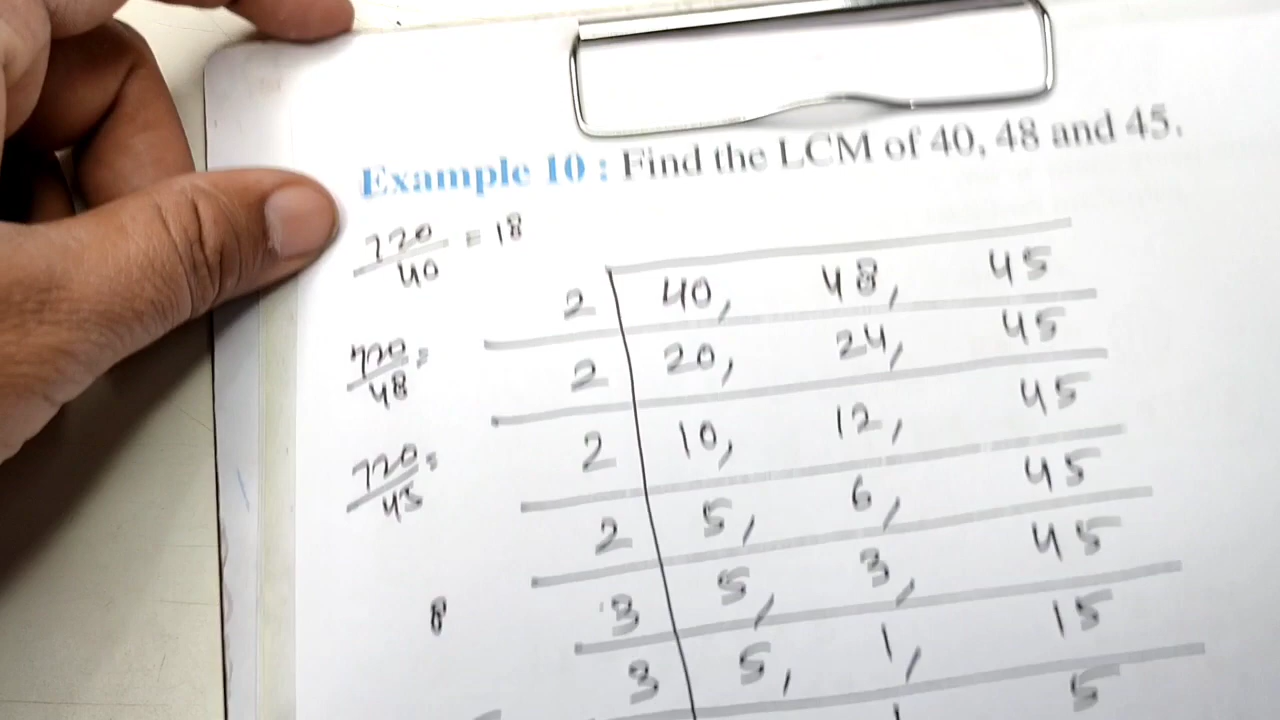 Example 10 : Find the LCM of 40, 48 and 45.
720/40 = 18
2 | 40, 48, 45
720/48 =
2 | 20, 24, 45
2 | 10, 12, 45
720/45 =
2 | 5, 6, 45
3 | 5, 3, 45
8
3 | 5, 1, 15
5